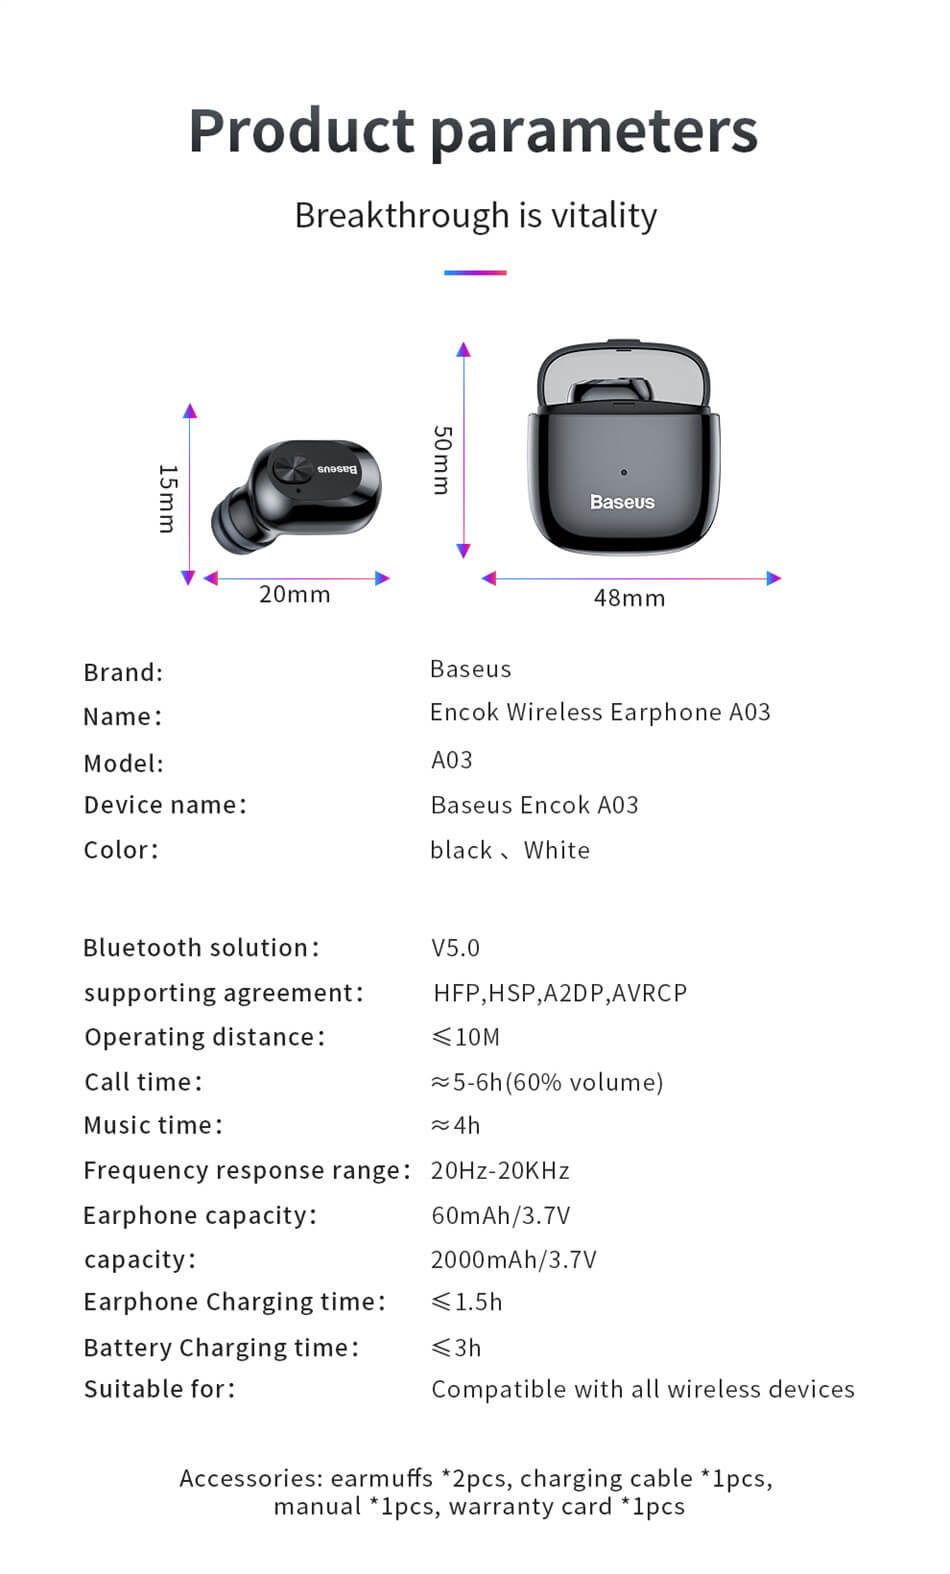 Product parameters
Breakthrough is vitality
15mm
Baseus
20mm
50mm
Baseus
48mm
Brand: Baseus
Name： Encok Wireless Earphone A03
Model: A03
Device name： Baseus Encok A03
Color： black 、 White
Bluetooth solution： V5.0
supporting agreement： HFP,HSP,A2DP,AVRCP
Operating distance： ⩽10M
Call time： ≈5-6h(60% volume)
Music time： ≈4h
Frequency response range： 20Hz-20KHz
Earphone capacity： 60mAh/3.7V
capacity： 2000mAh/3.7V
Earphone Charging time： ⩽1.5h
Battery Charging time： ⩽3h
Suitable for： Compatible with all wireless devices
Accessories: earmuffs *2pcs, charging cable *1pcs,
manual *1pcs, warranty card *1pcs